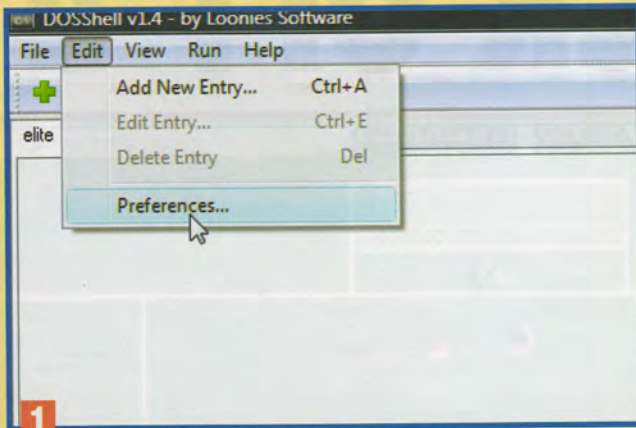 DOSShell v1.4 - by Loonies Software
File Edit View Run Help
Add New Entry... Ctrl+A
Edit Entry... Ctrl+E
Delete Entry Del
Preferences...
elite
1